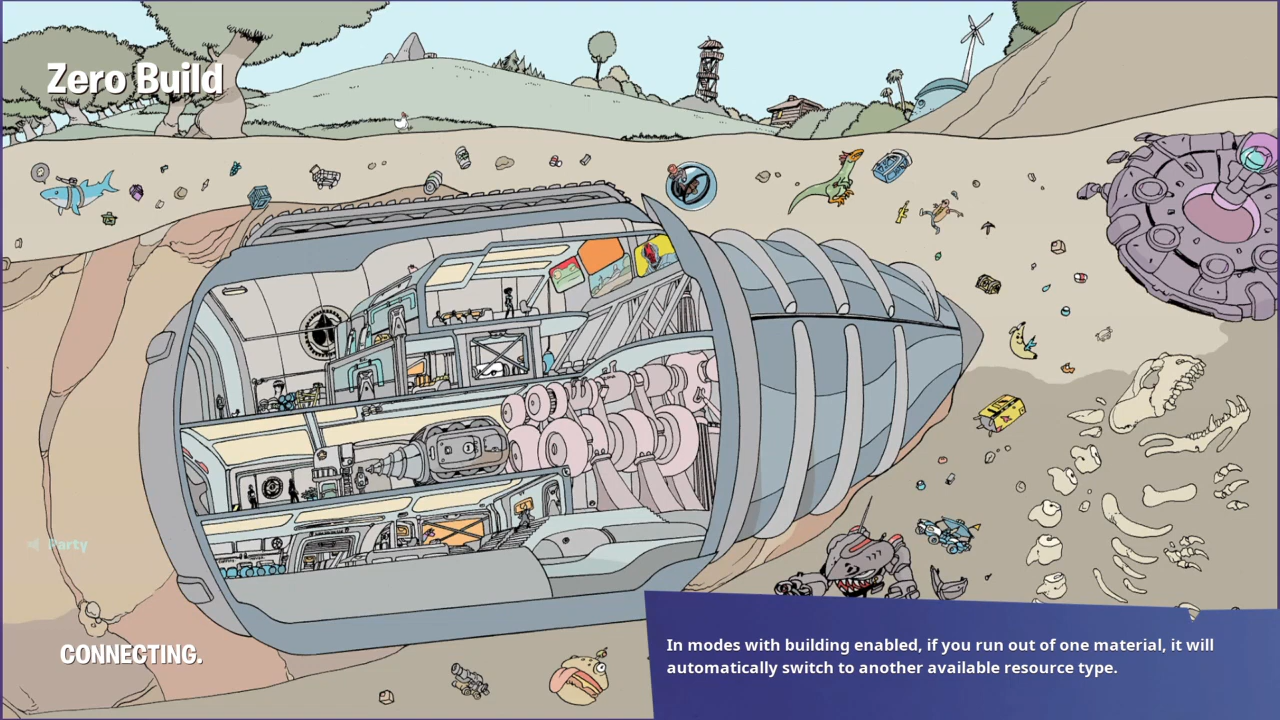 Zero Build
Party
CONNECTING.
In modes with building enabled, if you run out of one material, it will
automatically switch to another available resource type.